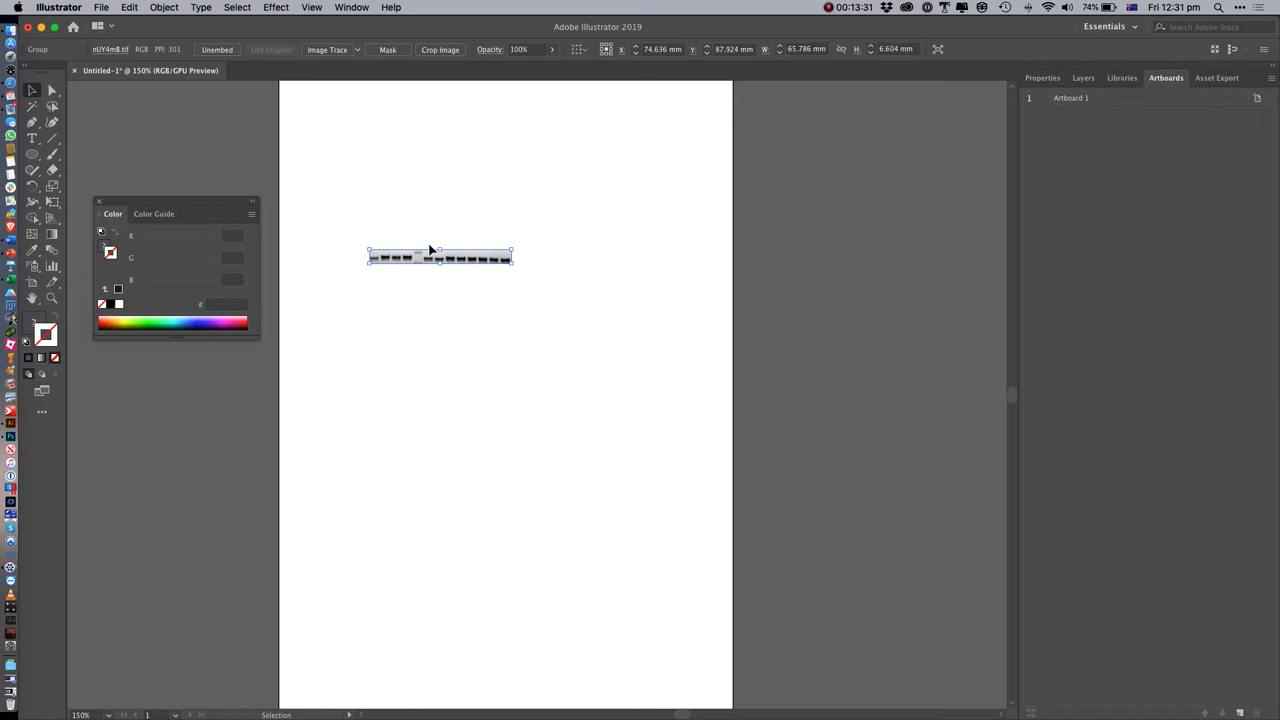 Illustrator File Edit Object Type Select Effect View Window Help 00:13:31 74% Fri 12:31 pm
Adobe Illustrator 2019 Essentials Search Adobe Stock
Group nUY4m8.tif RGB PPI: 301 Unembed Edit Original Image Trace Mask Crop Image Opacity: 100% X: 74.636 mm Y: 87.924 mm W: 65.786 mm H: 6.604 mm
Untitled-1* @ 150% (RGB/GPU Preview) Properties Layers Libraries Artboards Asset Export
1 Artboard 1
Color Color Guide
R
G
B
#
150% 1 Selection